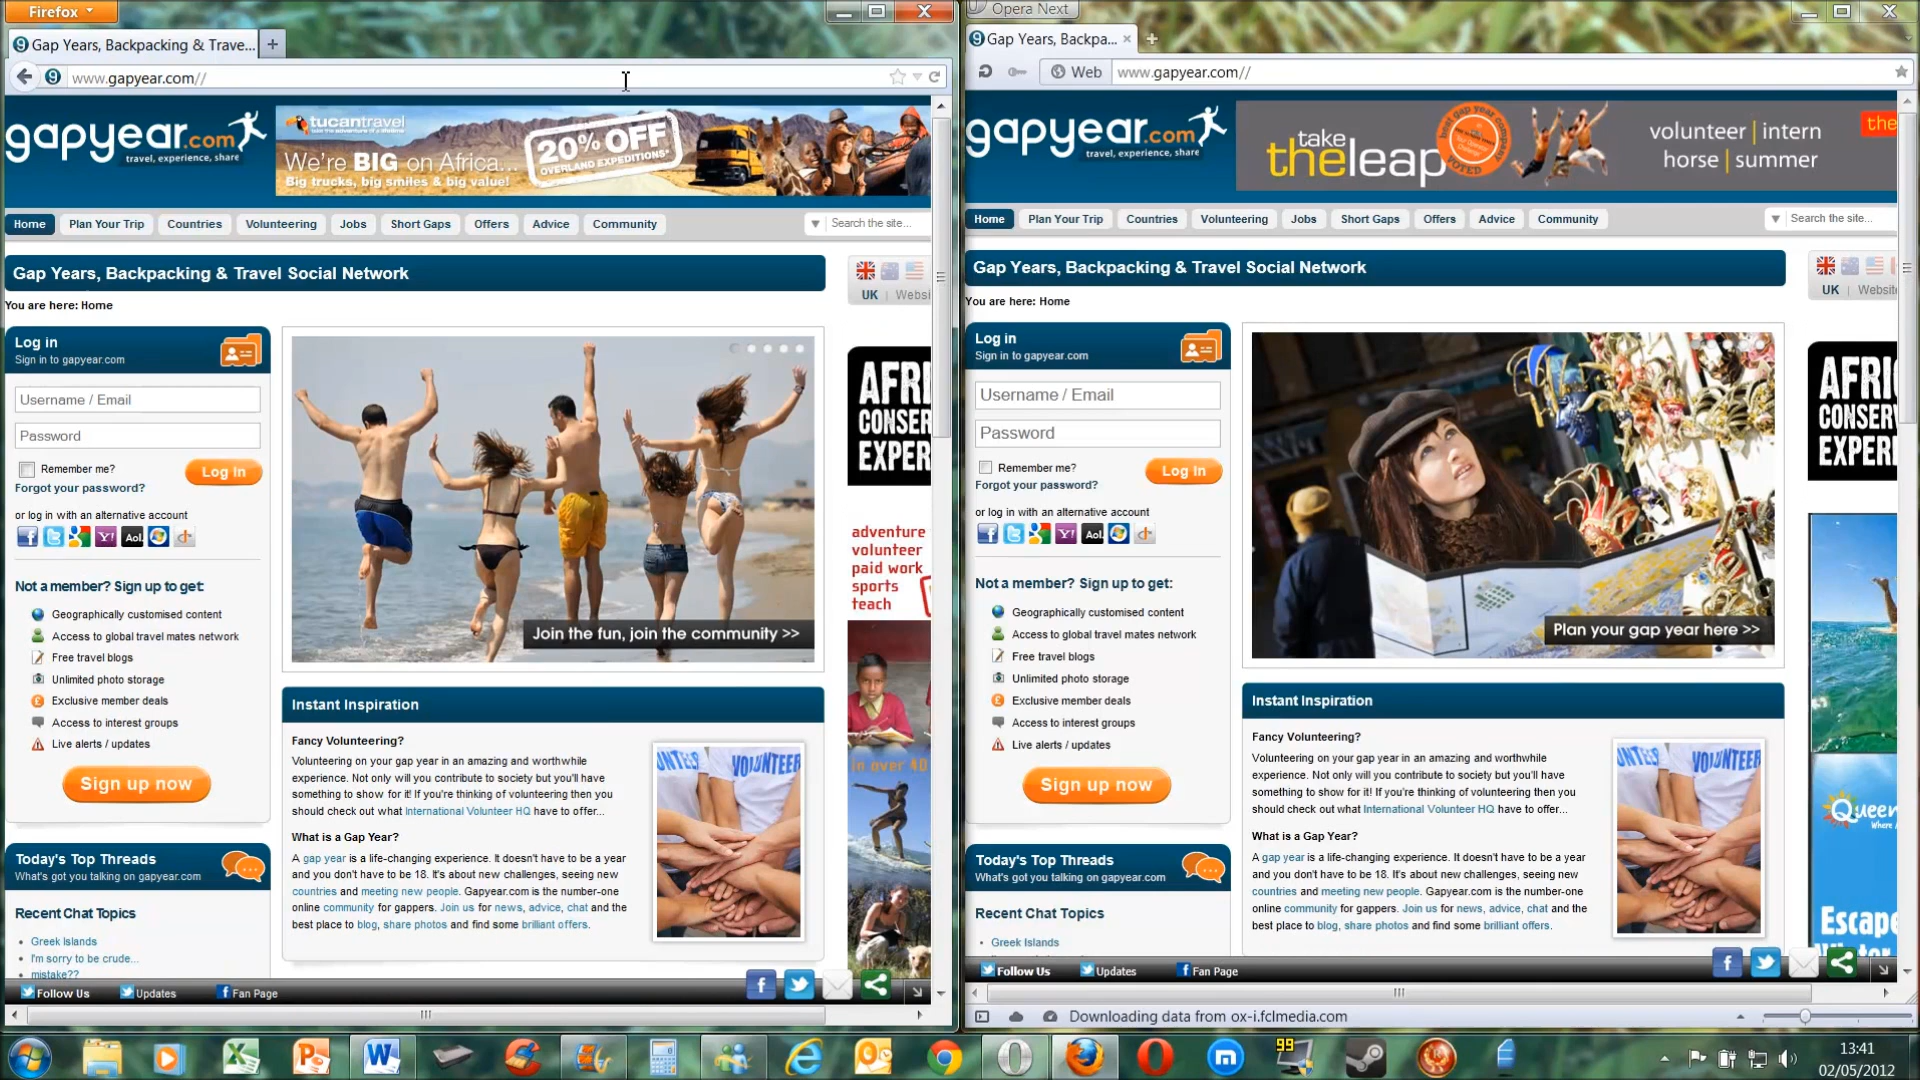 Firefox
Gap Years, Backpacking & Trave...
www.gapyear.com//
gapyear.com
travel, experience, share
tucantravel
We're BIG on Africa...
Big trucks, big smiles & big value!
20% OFF
OVERLAND EXPEDITIONS*
Home
Plan Your Trip
Countries
Volunteering
Jobs
Short Gaps
Offers
Advice
Community
Search the site...
Gap Years, Backpacking & Travel Social Network
UK | Websi
You are here: Home
Log in
Sign in to gapyear.com
Username / Email
Password
Remember me?
Log In
Forgot your password?
or log in with an alternative account
Y!
Aol.
Not a member? Sign up to get:
Geographically customised content
Access to global travel mates network
Free travel blogs
Unlimited photo storage
Exclusive member deals
Access to interest groups
Live alerts / updates
Sign up now
Today's Top Threads
What's got you talking on gapyear.com
Recent Chat Topics
Greek Islands
I'm sorry to be crude...
mistake??
Join the fun, join the community >>
Instant Inspiration
Fancy Volunteering?
Volunteering on your gap year in an amazing and worthwhile
experience. Not only will you contribute to society but you'll have
something to show for it! If you're thinking of volunteering then you
should check out what International Volunteer HQ have to offer...
What is a Gap Year?
A gap year is a life-changing experience. It doesn't have to be a year
and you don't have to be 18. It's about new challenges, seeing new
countries and meeting new people. Gapyear.com is the number-one
online community for gappers. Join us for news, advice, chat and the
best place to blog, share photos and find some brilliant offers.
UNTEE
VOLUNTEER
AFRI
CONSER
EXPER
adventure
volunteer
paid work
sports
teach
in over 40
Follow Us
Updates
Fan Page
Opera Next
Gap Years, Backpa...
Web
www.gapyear.com//
gapyear.com
travel, experience, share
take
theleap
VOTED
volunteer | intern
horse | summer
the
Home
Plan Your Trip
Countries
Volunteering
Jobs
Short Gaps
Offers
Advice
Community
Search the site...
Gap Years, Backpacking & Travel Social Network
UK | Website
You are here: Home
Log in
Sign in to gapyear.com
Username / Email
Password
Remember me?
Log In
Forgot your password?
or log in with an alternative account
Y!
Aol.
Not a member? Sign up to get:
Geographically customised content
Access to global travel mates network
Free travel blogs
Unlimited photo storage
Exclusive member deals
Access to interest groups
Live alerts / updates
Sign up now
Today's Top Threads
What's got you talking on gapyear.com
Recent Chat Topics
Greek Islands
Plan your gap year here >>
Instant Inspiration
Fancy Volunteering?
Volunteering on your gap year in an amazing and worthwhile
experience. Not only will you contribute to society but you'll have
something to show for it! If you're thinking of volunteering then you
should check out what International Volunteer HQ have to offer...
What is a Gap Year?
A gap year is a life-changing experience. It doesn't have to be a year
and you don't have to be 18. It's about new challenges, seeing new
countries and meeting new people. Gapyear.com is the number-one
online community for gappers. Join us for news, advice, chat and the
best place to blog, share photos and find some brilliant offers.
UNTEE
VOLUNTEER
AFRIC
CONSERV
EXPERI
Queen
Where A
Escape
Follow Us
Updates
Fan Page
Downloading data from ox-i.fclmedia.com
99
13:41
02/05/2012